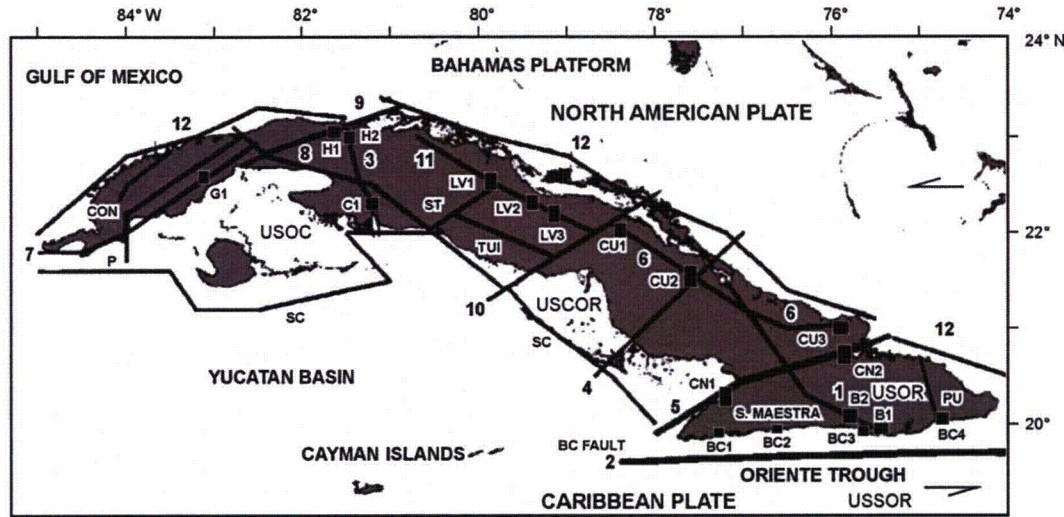 84° W 82° 80° 78° 76° 74°
24° N
GULF OF MEXICO
BAHAMAS PLATFORM
NORTH AMERICAN PLATE
12 9 12
H1 H2
8 3 11
G1 LV1
CON C1 ST LV2
USOC LV3
7 P TUI CU1 22°
6
CU2
10 USCOR
SC 6
SC CU3 12
YUCATAN BASIN
4 CN1 CN2
1 USOR
5 B2
S. MAESTRA B1 PU
20°
BC FAULT BC1 BC2 BC3 BC4
CAYMAN ISLANDS 2
ORIENTE TROUGH
CARIBBEAN PLATE USSOR